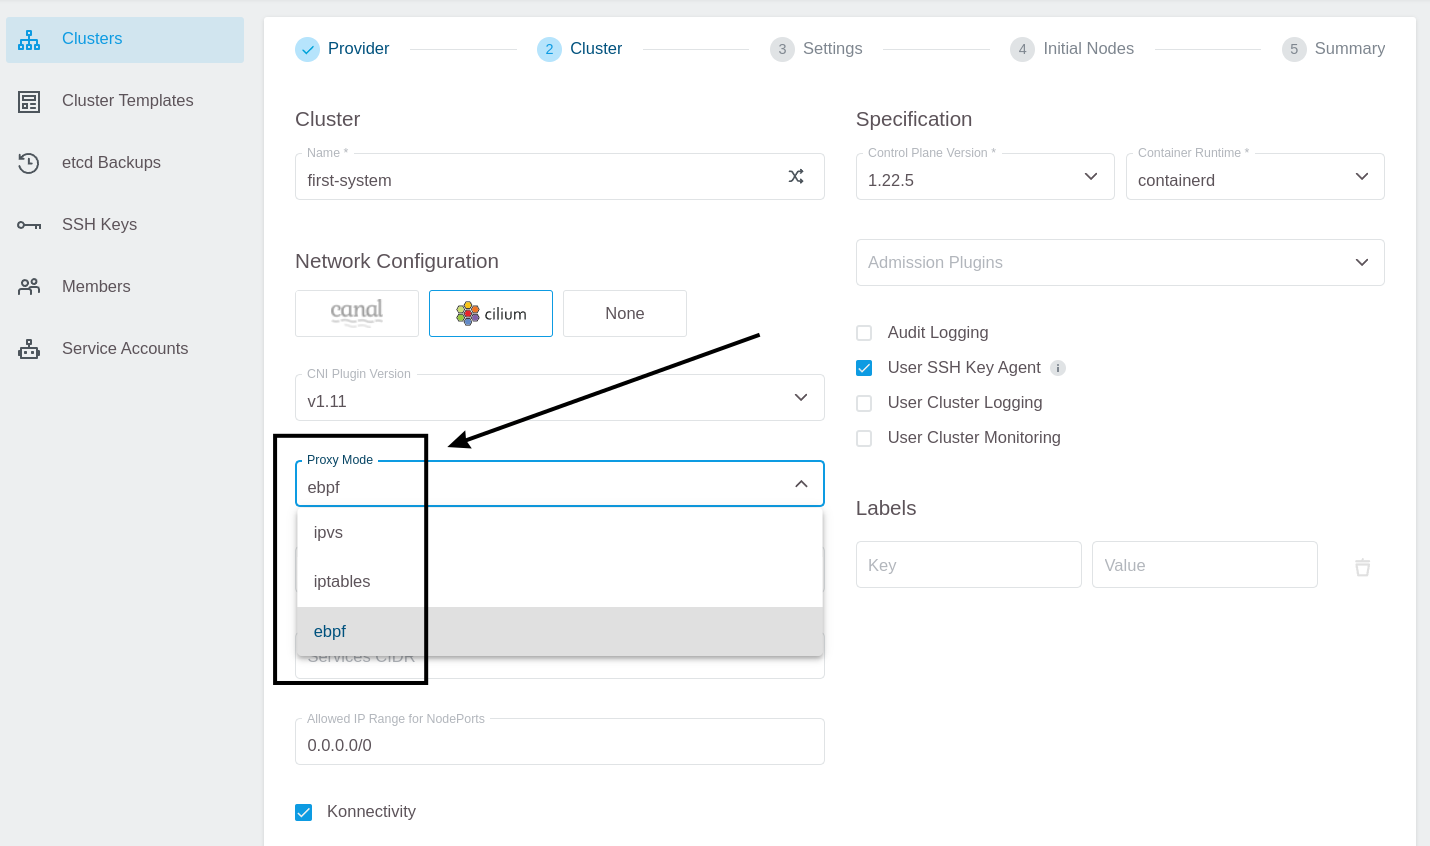 Clusters
Cluster Templates
etcd Backups
SSH Keys
Members
Service Accounts
Provider
2 Cluster
3 Settings
4 Initial Nodes
5 Summary
Cluster
Name *
first-system
Network Configuration
canal
cilium
None
CNI Plugin Version
v1.11
Proxy Mode
ebpf
ipvs
iptables
ebpf
Services CIDR
Allowed IP Range for NodePorts
0.0.0.0/0
Konnectivity
Specification
Control Plane Version *
1.22.5
Container Runtime *
containerd
Admission Plugins
Audit Logging
User SSH Key Agent i
User Cluster Logging
User Cluster Monitoring
Labels
Key
Value